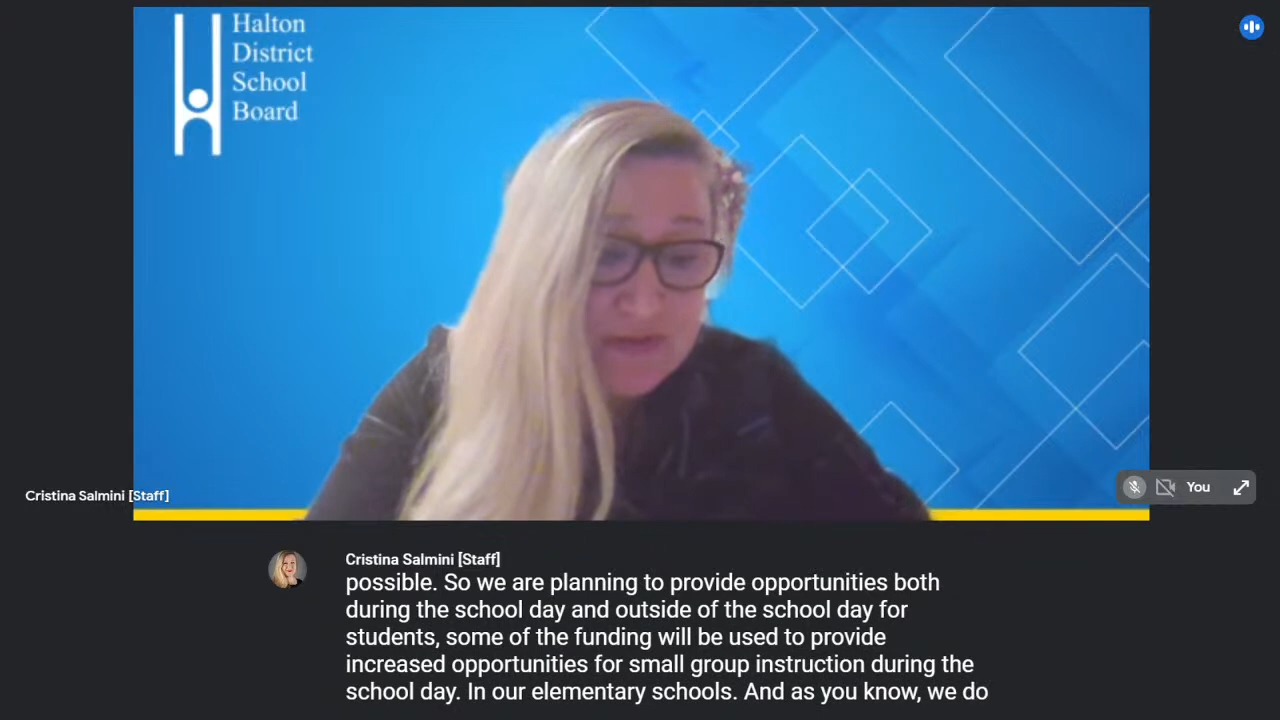 Halton
District
School
Board
You
Cristina Salmini [Staff]
Cristina Salmini [Staff]
possible. So we are planning to provide opportunities both
during the school day and outside of the school day for
students, some of the funding will be used to provide
increased opportunities for small group instruction during the
school day. In our elementary schools. And as you know, we do